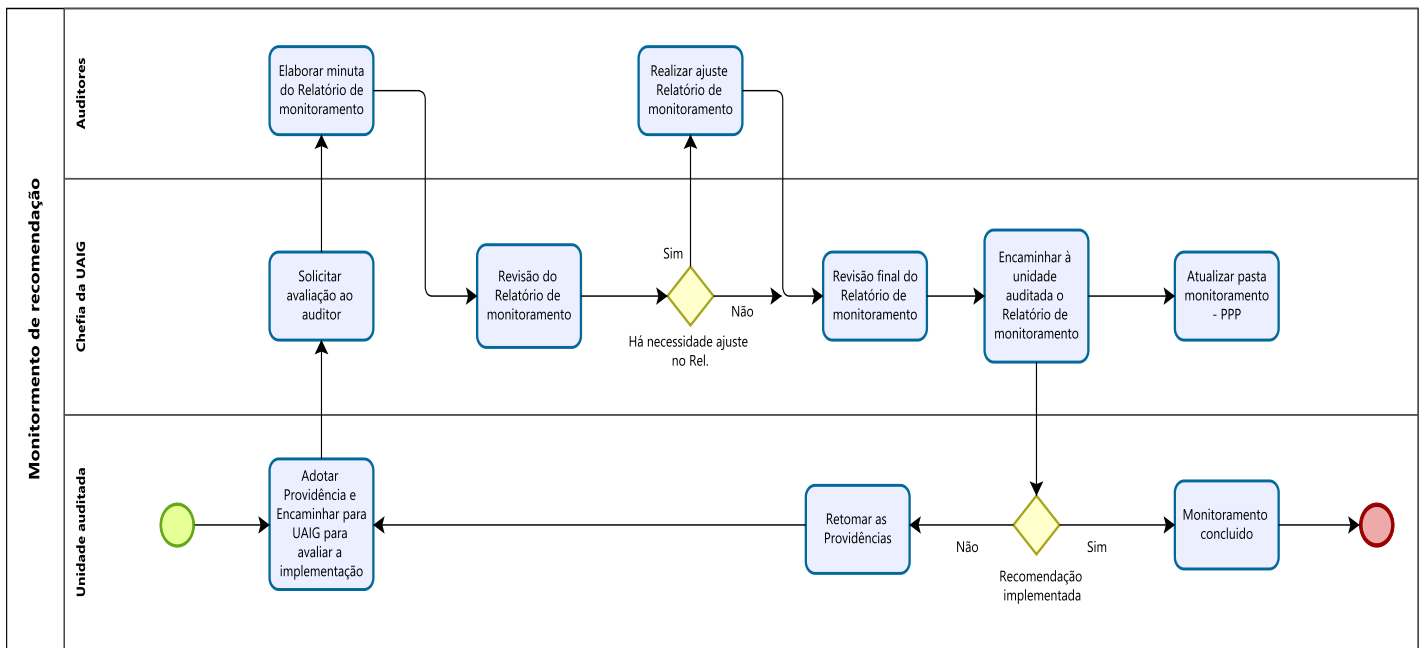 Monitormento de recomendação
Auditores
Elaborar minuta
do Relatório de
monitoramento
Realizar ajuste
Relatório de
monitoramento
Chefia da UAIG
Solicitar
avaliação ao
auditor
Revisão do
Relatório de
monitoramento
Sim
Não
Há necessidade ajuste
no Rel.
Revisão final do
Relatório de
monitoramento
Encaminhar à
unidade
auditada o
Relatório de
monitoramento
Atualizar pasta
monitoramento
- PPP
Unidade auditada
Adotar
Providência e
Encaminhar para
UAIG para
avaliar a
implementação
Retomar as
Providências
Não
Sim
Recomendação
implementada
Monitoramento
concluido